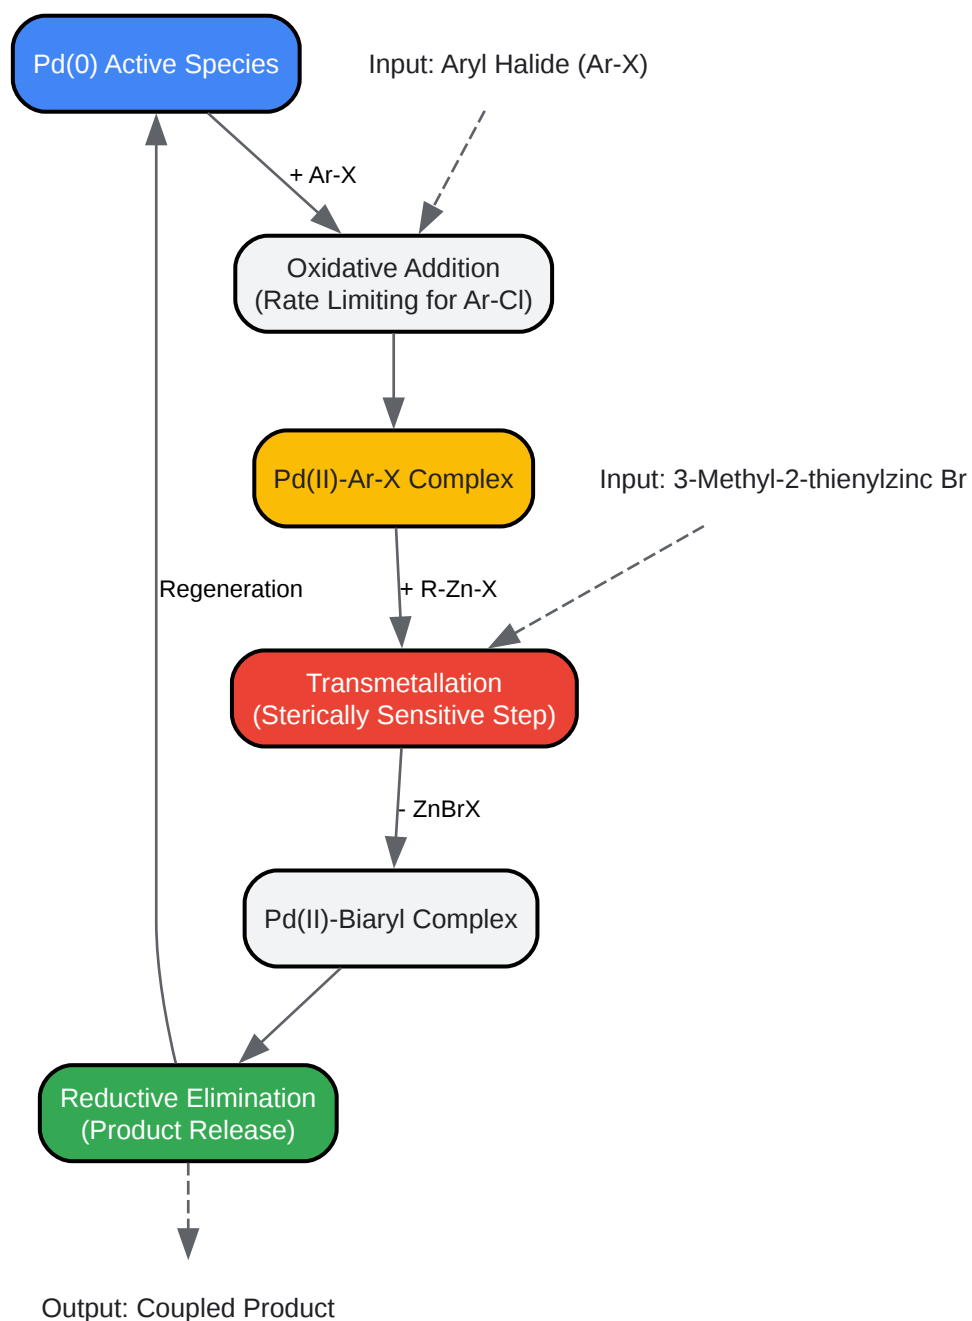 Pd(0) Active Species
Input: Aryl Halide (Ar-X)
+ Ar-X
Oxidative Addition
(Rate Limiting for Ar-Cl)
Pd(II)-Ar-X Complex
Input: 3-Methyl-2-thienylzinc Br
Regeneration
+ R-Zn-X
Transmetallation
(Sterically Sensitive Step)
- ZnBrX
Pd(II)-Biaryl Complex
Reductive Elimination
(Product Release)
Output: Coupled Product